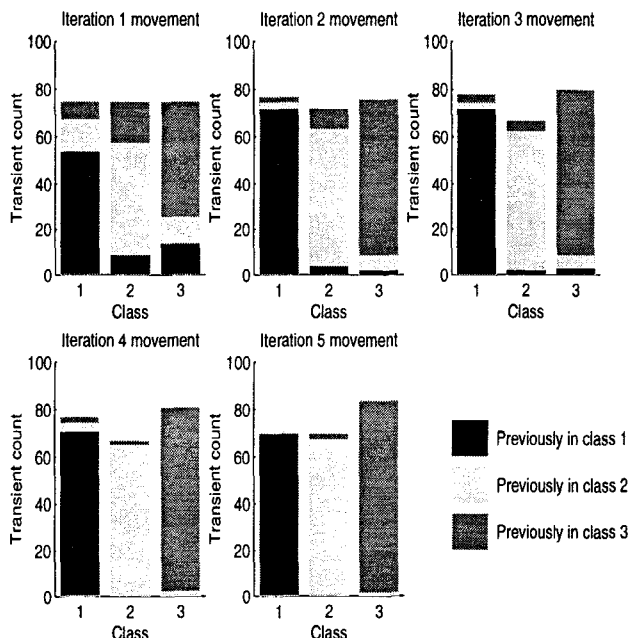 Iteration 1 movement
Iteration 2 movement
Iteration 3 movement
Transient count
100
80
60
40
20
0
1 2 3
Class
Transient count
100
80
60
40
20
0
1 2 3
Class
Transient count
100
80
60
40
20
0
1 2 3
Class
Iteration 4 movement
Iteration 5 movement
Transient count
100
80
60
40
20
0
1 2 3
Class
Transient count
100
80
60
40
20
0
1 2 3
Class
Previously in class 1
Previously in class 2
Previously in class 3